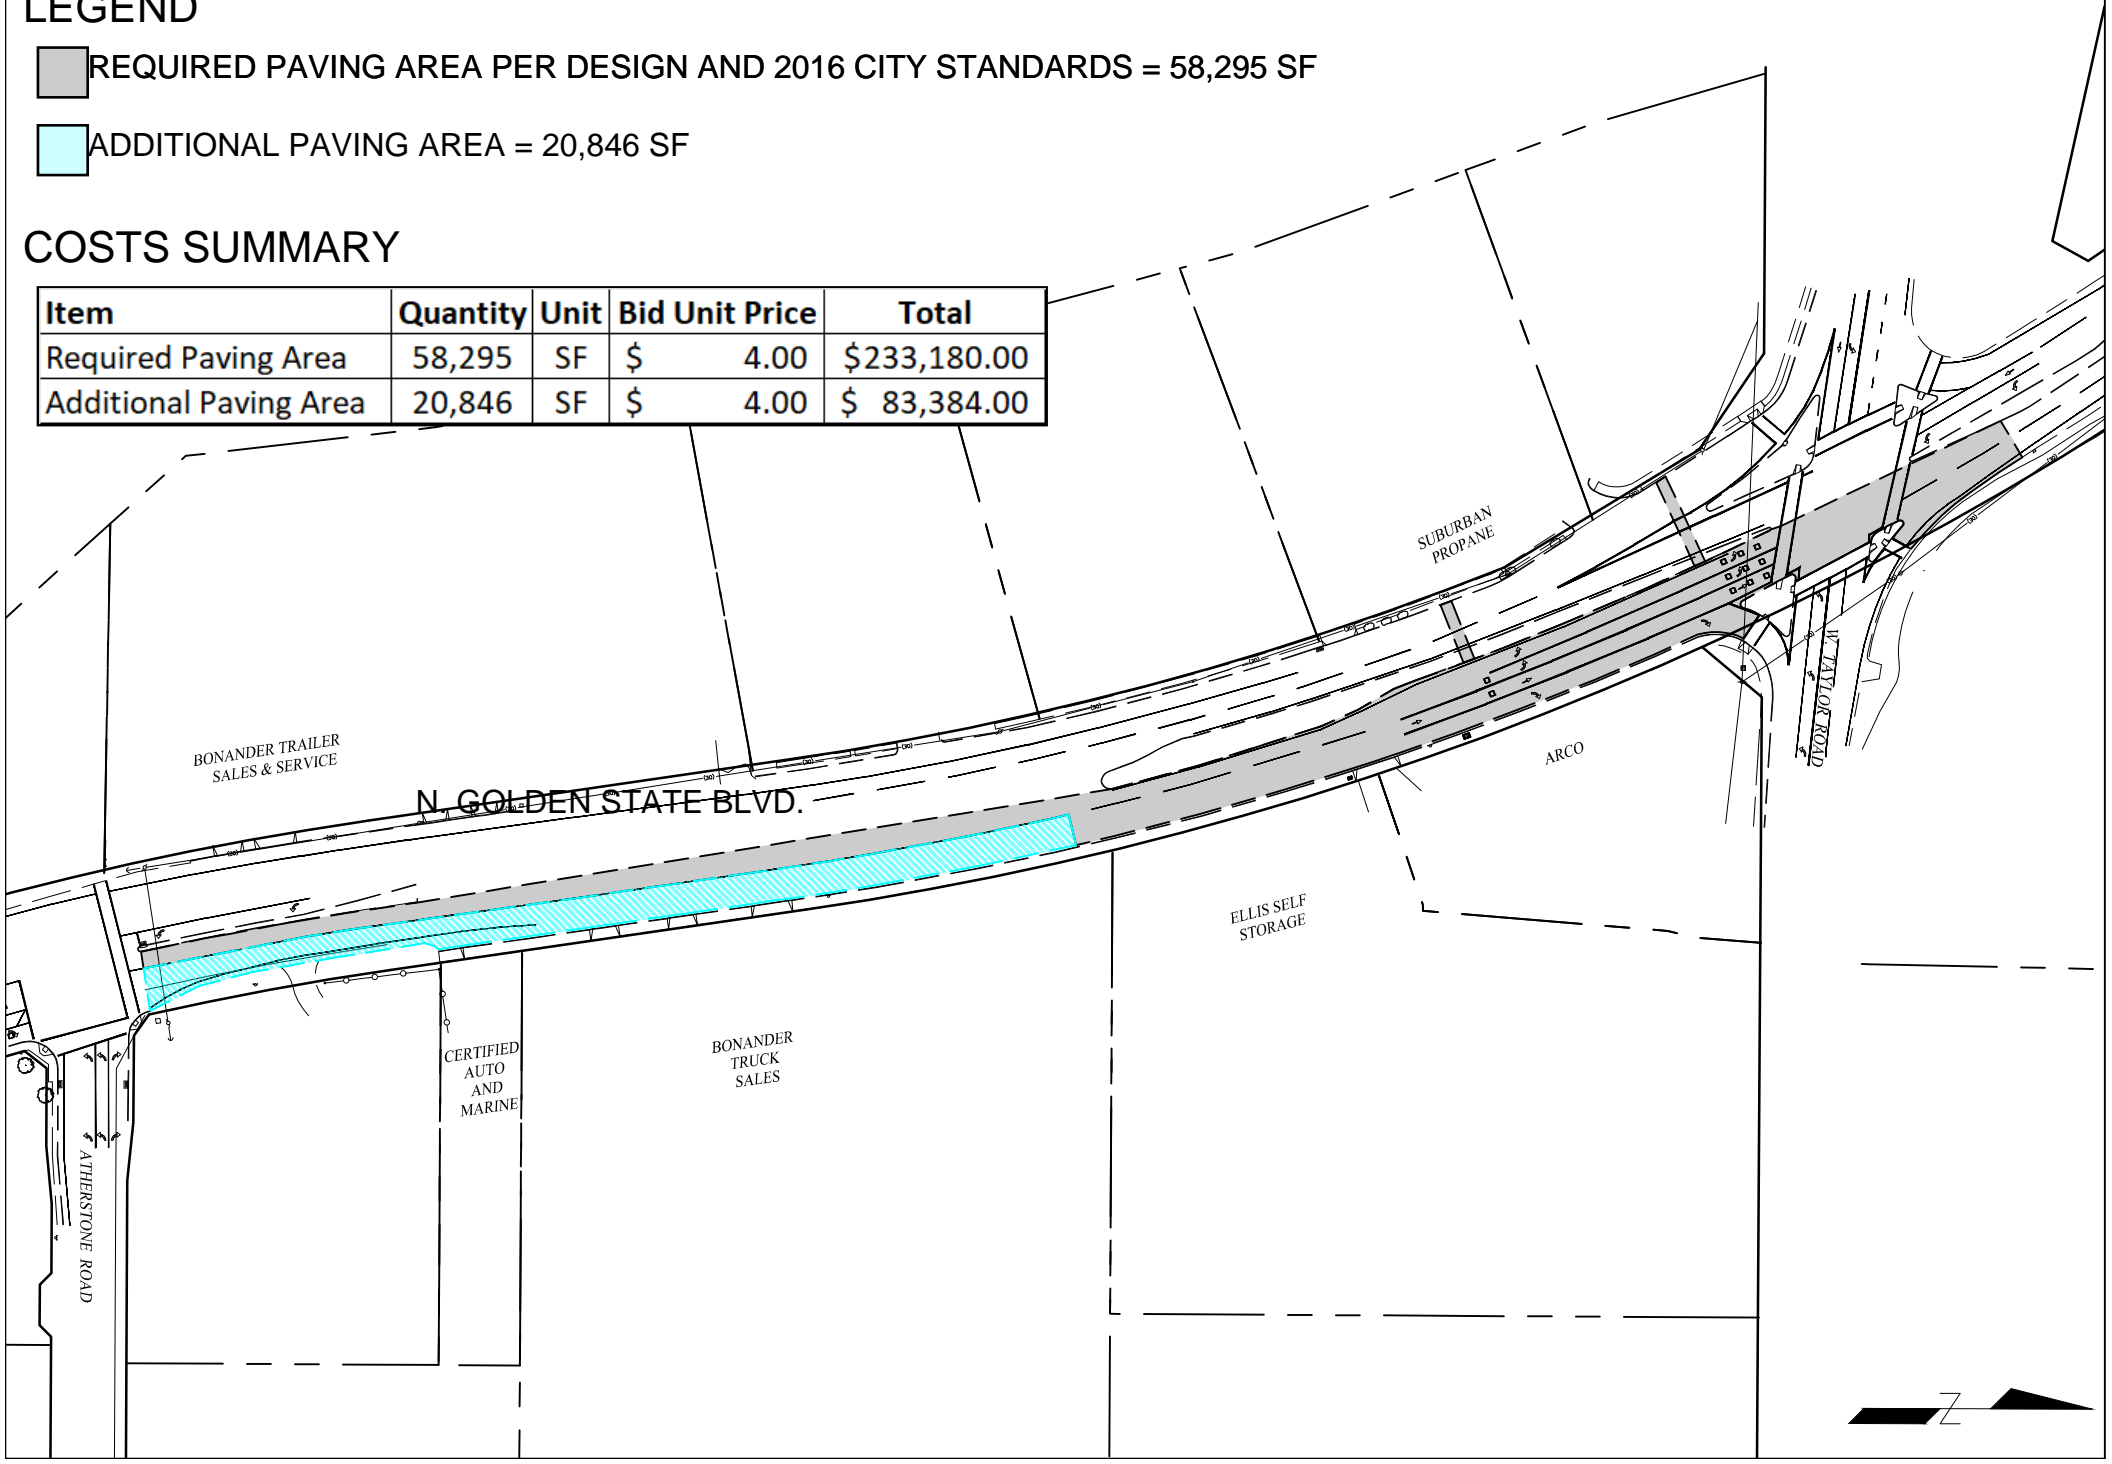 LEGEND
REQUIRED PAVING AREA PER DESIGN AND 2016 CITY STANDARDS = 58,295 SF
ADDITIONAL PAVING AREA = 20,846 SF
COSTS SUMMARY
Item Quantity Unit Bid Unit Price Total
Required Paving Area 58,295 SF $ 4.00 $233,180.00
Additional Paving Area 20,846 SF $ 4.00 $ 83,384.00
SUBURBAN
PROPANE
W. TAYLOR ROAD
ARCO
BONANDER TRAILER
SALES & SERVICE
N. GOLDEN STATE BLVD.
ELLIS SELF
STORAGE
CERTIFIED
AUTO
AND
MARINE
BONANDER
TRUCK
SALES
ATHERSTONE ROAD
Z